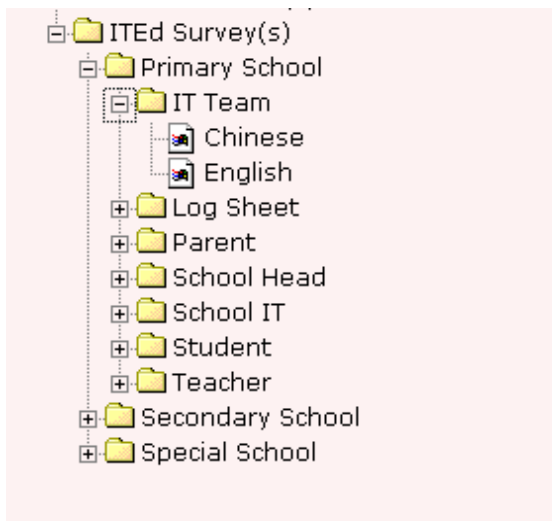 ITEd Survey(s)
Primary School
IT Team
Chinese
English
Log Sheet
Parent
School Head
School IT
Student
Teacher
Secondary School
Special School